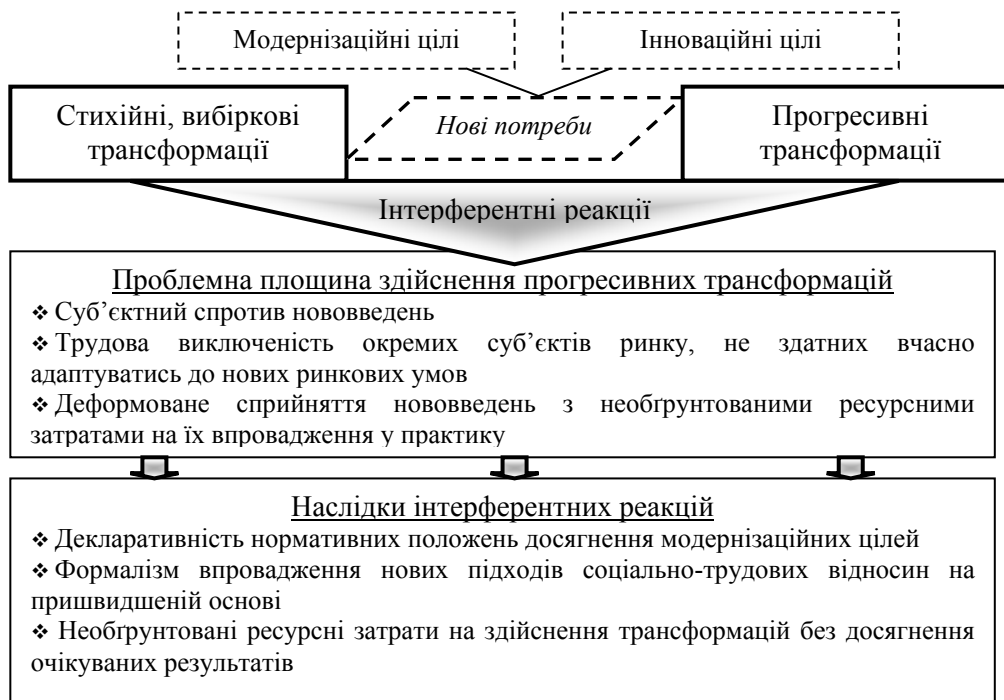 Модернізаційні цілі
Інноваційні цілі
Стихійні, вибіркові
трансформації
Нові потреби
Прогресивні
трансформації
Інтерферентні реакції
Проблемна площина здійснення прогресивних трансформацій
❖ Суб’єктний спротив нововведень
❖ Трудова виключеність окремих суб’єктів ринку, не здатних вчасно
адаптуватись до нових ринкових умов
❖ Деформоване сприйняття нововведень з необґрунтованими ресурсними
затратами на їх впровадження у практику
Наслідки інтерферентних реакцій
❖ Декларативність нормативних положень досягнення модернізаційних цілей
❖ Формалізм впровадження нових підходів соціально-трудових відносин на
пришвидшеній основі
❖ Необґрунтовані ресурсні затрати на здійснення трансформацій без досягнення
очікуваних результатів